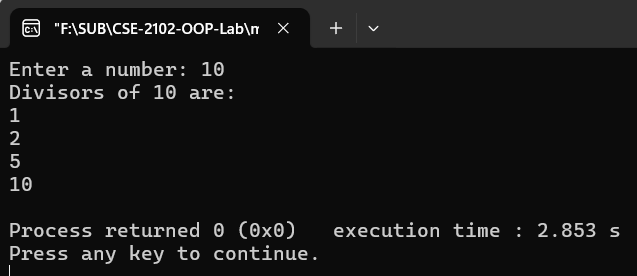 "F:\SUB\CSE-2102-OOP-Lab\m
Enter a number: 10
Divisors of 10 are:
1
2
5
10
Process returned 0 (0x0)   execution time : 2.853 s
Press any key to continue.